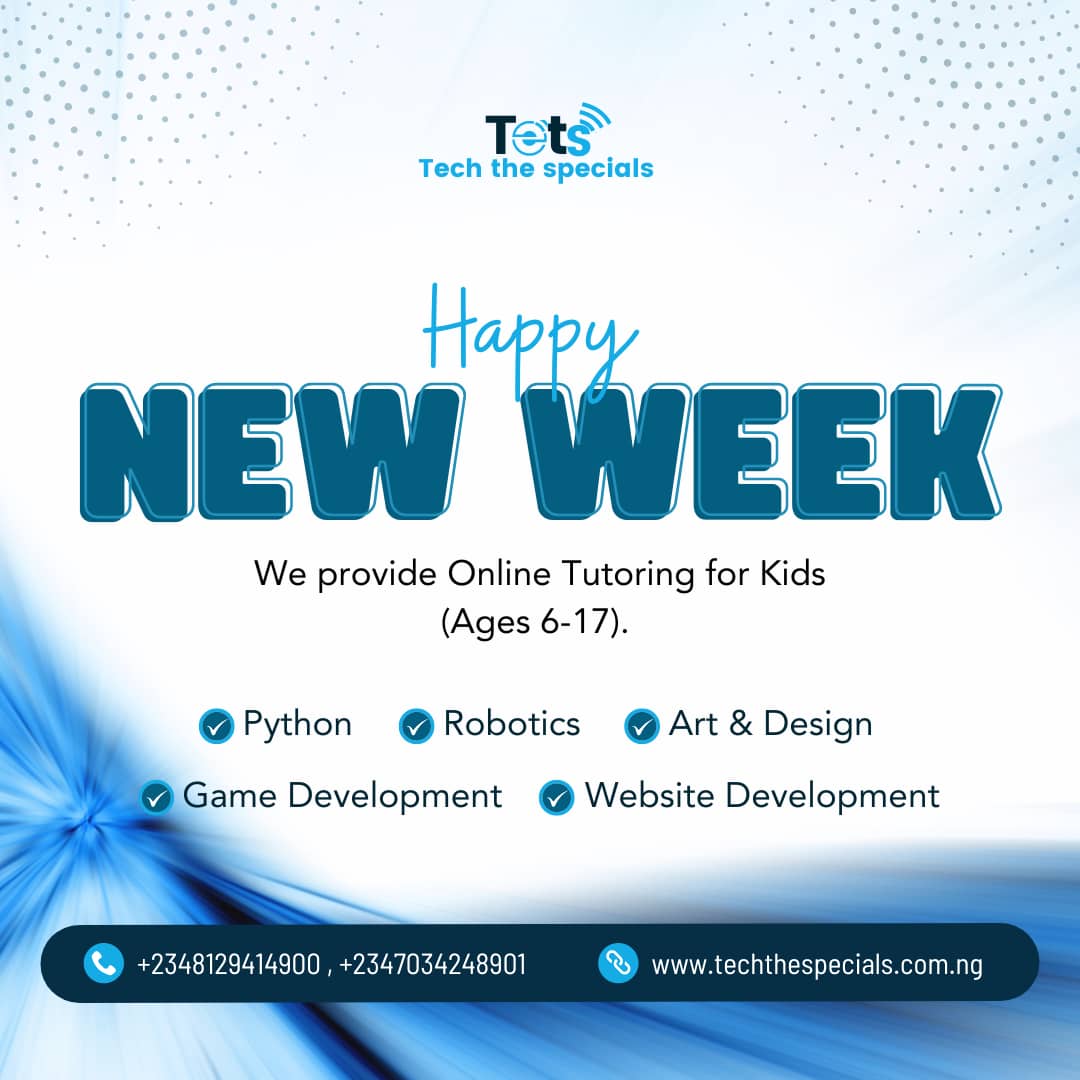 Tets
Tech the specials
Happy
NEW WEEK
We provide Online Tutoring for Kids
(Ages 6-17).
Python Robotics Art & Design
Game Development Website Development
+2348129414900 , +2347034248901 www.techthespecials.com.ng